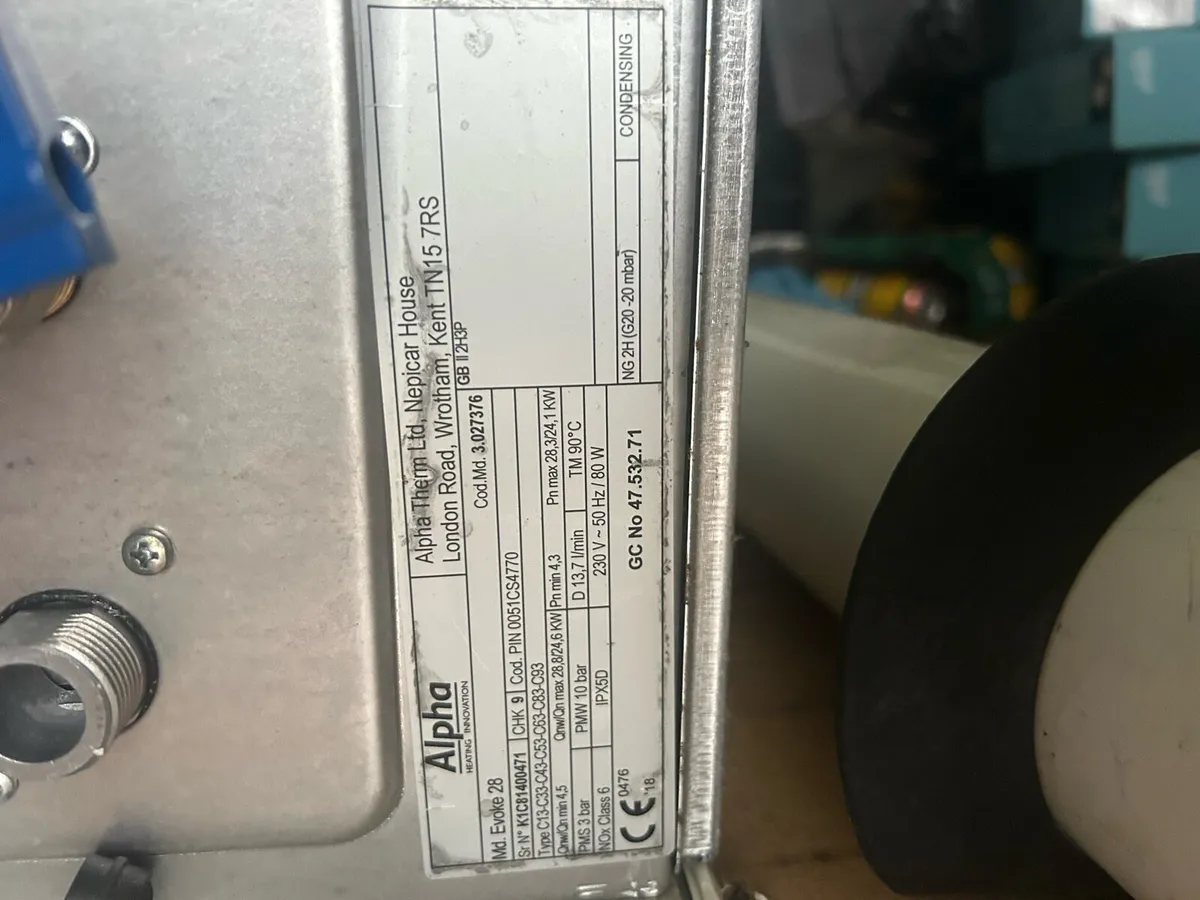 Alpha
HEATING INNOVATION
Alpha Therm Ltd, Nepicar House
London Road, Wrotham, Kent TN15 7RS
Md. Evoke 28 Cod.Md. 3.027376
GB II 2H3P
Sr N° K1C81400471 CHK 9 Cod. PIN 0051CS4770
Type C13-C33-C43-C53-C63-C83-C93
Qnw/Qn min 4,5 Qnw/Qn max 28,8/24,6 KW Pn min 4,3 Pn max 28,3/24,1 KW
PMS 3 bar PMW 10 bar D 13,7 l/min TM 90°C
NOx Class 6 IPX5D 230 V ~ 50 Hz / 80 W
CE 0476 '18 GC No 47.532.71
NG 2H (G20 -20 mbar) CONDENSING